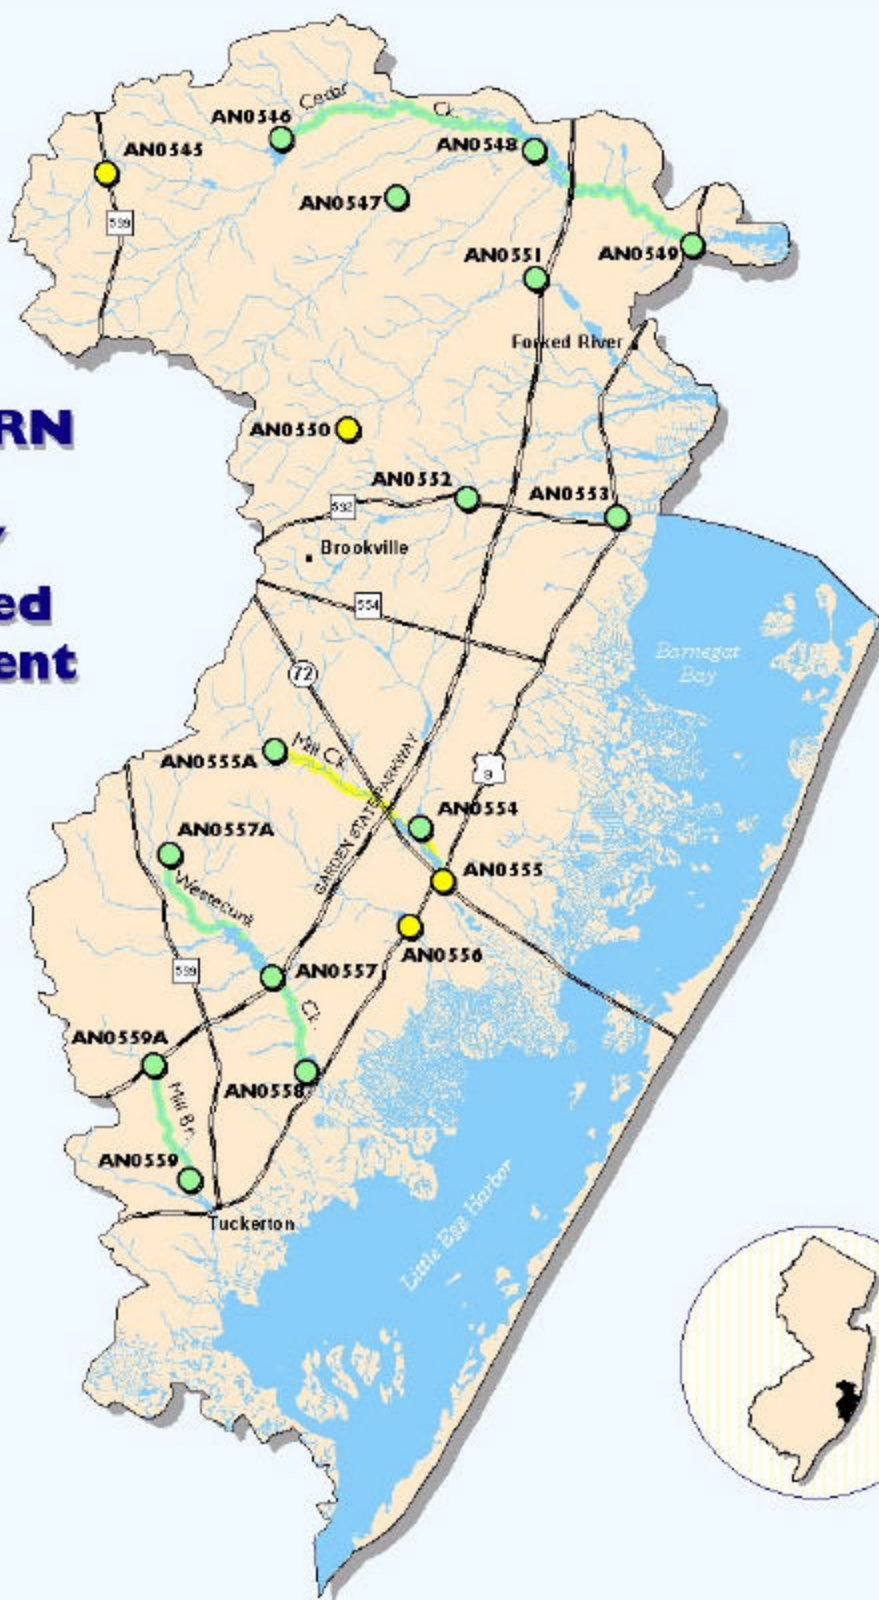 Cedar Ck.
AN0546
AN0545
AN0548
AN0547
539
AN0551
AN0549
Forked River
RN
AN0550
AN0552
AN0553
532
Brookville
ed
554
ent
Barnegat
Bay
72
Mill Ck
AN0555A
GARDEN STATE PARKWAY
9
AN0554
AN0557A
AN0555
Westecunk Ck.
AN0556
539
AN0557
AN0559A
AN0558
Mill Br.
AN0559
Little Egg Harbor
Tuckerton